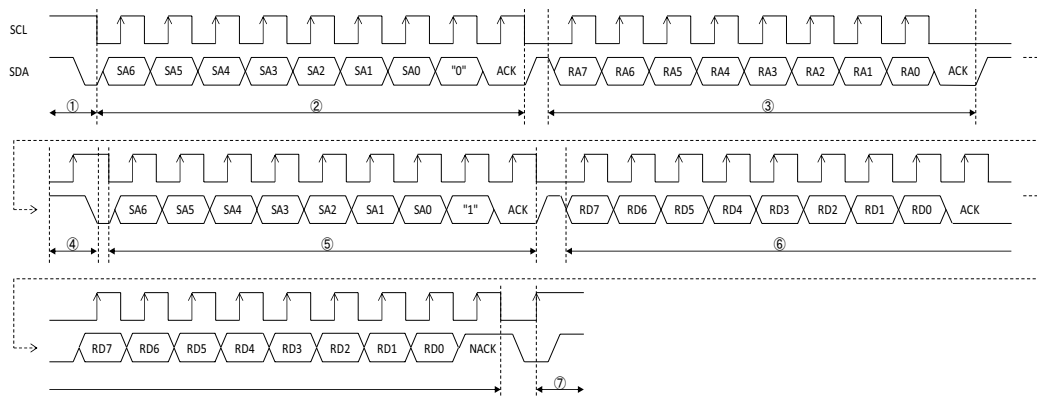 SCL
SDA SA6 SA5 SA4 SA3 SA2 SA1 SA0 "0" ACK RA7 RA6 RA5 RA4 RA3 RA2 RA1 RA0 ACK
① ② ③
SA6 SA5 SA4 SA3 SA2 SA1 SA0 "1" ACK RD7 RD6 RD5 RD4 RD3 RD2 RD1 RD0 ACK
④ ⑤ ⑥
RD7 RD6 RD5 RD4 RD3 RD2 RD1 RD0 NACK
⑦